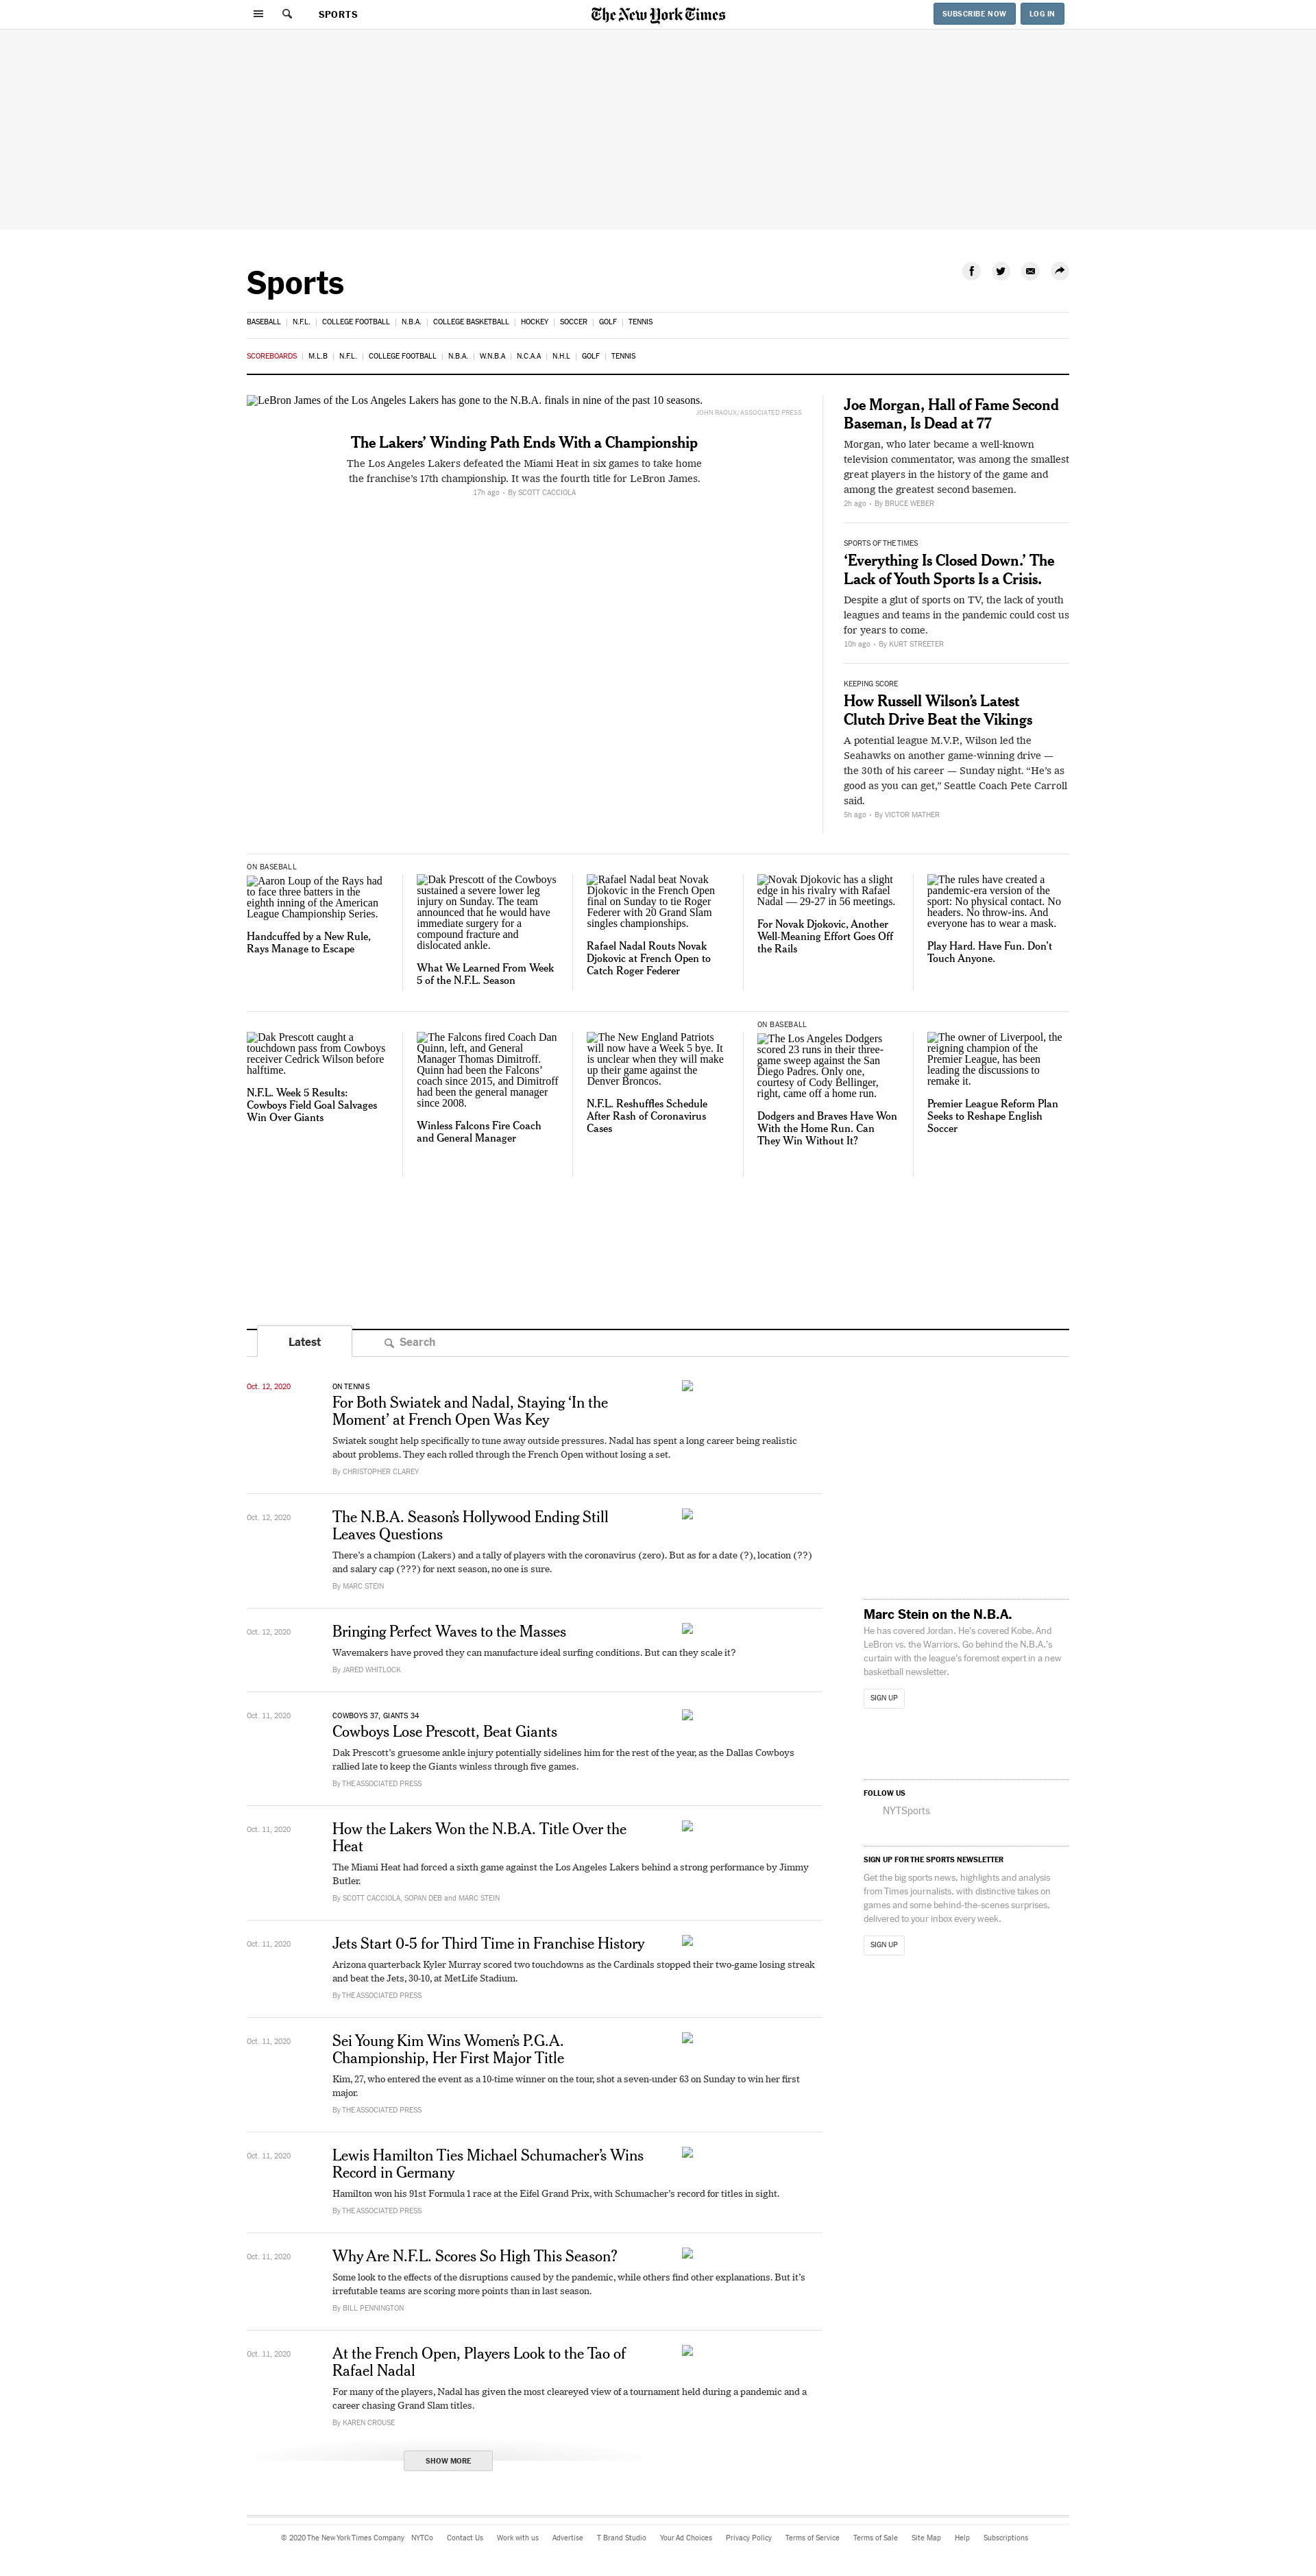 SPORTS
The New York Times
SUBSCRIBE NOW
LOG IN
Sports
BASEBALL | N.F.L. | COLLEGE FOOTBALL | N.B.A. | COLLEGE BASKETBALL | HOCKEY | SOCCER | GOLF | TENNIS
SCOREBOARDS | M.L.B | N.F.L. | COLLEGE FOOTBALL | N.B.A. | W.N.B.A | N.C.A.A | N.H.L | GOLF | TENNIS
LeBron James of the Los Angeles Lakers has gone to the N.B.A. finals in nine of the past 10 seasons.
JOHN RAOUX/ASSOCIATED PRESS
The Lakers’ Winding Path Ends With a Championship
The Los Angeles Lakers defeated the Miami Heat in six games to take home
the franchise’s 17th championship. It was the fourth title for LeBron James.
17h ago • By SCOTT CACCIOLA
Joe Morgan, Hall of Fame Second
Baseman, Is Dead at 77
Morgan, who later became a well-known
television commentator, was among the smallest
great players in the history of the game and
among the greatest second basemen.
2h ago • By BRUCE WEBER
SPORTS OF THE TIMES
‘Everything Is Closed Down.’ The
Lack of Youth Sports Is a Crisis.
Despite a glut of sports on TV, the lack of youth
leagues and teams in the pandemic could cost us
for years to come.
10h ago • By KURT STREETER
KEEPING SCORE
How Russell Wilson’s Latest
Clutch Drive Beat the Vikings
A potential league M.V.P., Wilson led the
Seahawks on another game-winning drive —
the 30th of his career — Sunday night. “He’s as
good as you can get,” Seattle Coach Pete Carroll
said.
5h ago • By VICTOR MATHER
ON BASEBALL
Aaron Loup of the Rays had
to face three batters in the
eighth inning of the American
League Championship Series.
Handcuffed by a New Rule,
Rays Manage to Escape
Dak Prescott of the Cowboys
sustained a severe lower leg
injury on Sunday. The team
announced that he would have
immediate surgery for a
compound fracture and
dislocated ankle.
What We Learned From Week
5 of the N.F.L. Season
Rafael Nadal beat Novak
Djokovic in the French Open
final on Sunday to tie Roger
Federer with 20 Grand Slam
singles championships.
Rafael Nadal Routs Novak
Djokovic at French Open to
Catch Roger Federer
Novak Djokovic has a slight
edge in his rivalry with Rafael
Nadal — 29-27 in 56 meetings.
For Novak Djokovic, Another
Well-Meaning Effort Goes Off
the Rails
The rules have created a
pandemic-era version of the
sport: No physical contact. No
headers. No throw-ins. And
everyone has to wear a mask.
Play Hard. Have Fun. Don’t
Touch Anyone.
Dak Prescott caught a
touchdown pass from Cowboys
receiver Cedrick Wilson before
halftime.
N.F.L. Week 5 Results:
Cowboys Field Goal Salvages
Win Over Giants
The Falcons fired Coach Dan
Quinn, left, and General
Manager Thomas Dimitroff.
Quinn had been the Falcons’
coach since 2015, and Dimitroff
had been the general manager
since 2008.
Winless Falcons Fire Coach
and General Manager
The New England Patriots
will now have a Week 5 bye. It
is unclear when they will make
up their game against the
Denver Broncos.
N.F.L. Reshuffles Schedule
After Rash of Coronavirus
Cases
ON BASEBALL
The Los Angeles Dodgers
scored 23 runs in their three-
game sweep against the San
Diego Padres. Only one,
courtesy of Cody Bellinger,
right, came off a home run.
Dodgers and Braves Have Won
With the Home Run. Can
They Win Without It?
The owner of Liverpool, the
reigning champion of the
Premier League, has been
leading the discussions to
remake it.
Premier League Reform Plan
Seeks to Reshape English
Soccer
Latest
Search
Oct. 12, 2020
ON TENNIS
For Both Swiatek and Nadal, Staying ‘In the
Moment’ at French Open Was Key
Swiatek sought help specifically to tune away outside pressures. Nadal has spent a long career being realistic
about problems. They each rolled through the French Open without losing a set.
By CHRISTOPHER CLAREY
Oct. 12, 2020
The N.B.A. Season’s Hollywood Ending Still
Leaves Questions
There’s a champion (Lakers) and a tally of players with the coronavirus (zero). But as for a date (?), location (??)
and salary cap (???) for next season, no one is sure.
By MARC STEIN
Oct. 12, 2020
Bringing Perfect Waves to the Masses
Wavemakers have proved they can manufacture ideal surfing conditions. But can they scale it?
By JARED WHITLOCK
Oct. 11, 2020
COWBOYS 37, GIANTS 34
Cowboys Lose Prescott, Beat Giants
Dak Prescott’s gruesome ankle injury potentially sidelines him for the rest of the year, as the Dallas Cowboys
rallied late to keep the Giants winless through five games.
By THE ASSOCIATED PRESS
Oct. 11, 2020
How the Lakers Won the N.B.A. Title Over the
Heat
The Miami Heat had forced a sixth game against the Los Angeles Lakers behind a strong performance by Jimmy
Butler.
By SCOTT CACCIOLA, SOPAN DEB and MARC STEIN
Oct. 11, 2020
Jets Start 0-5 for Third Time in Franchise History
Arizona quarterback Kyler Murray scored two touchdowns as the Cardinals stopped their two-game losing streak
and beat the Jets, 30-10, at MetLife Stadium.
By THE ASSOCIATED PRESS
Oct. 11, 2020
Sei Young Kim Wins Women’s P.G.A.
Championship, Her First Major Title
Kim, 27, who entered the event as a 10-time winner on the tour, shot a seven-under 63 on Sunday to win her first
major.
By THE ASSOCIATED PRESS
Oct. 11, 2020
Lewis Hamilton Ties Michael Schumacher’s Wins
Record in Germany
Hamilton won his 91st Formula 1 race at the Eifel Grand Prix, with Schumacher’s record for titles in sight.
By THE ASSOCIATED PRESS
Oct. 11, 2020
Why Are N.F.L. Scores So High This Season?
Some look to the effects of the disruptions caused by the pandemic, while others find other explanations. But it’s
irrefutable teams are scoring more points than in last season.
By BILL PENNINGTON
Oct. 11, 2020
At the French Open, Players Look to the Tao of
Rafael Nadal
For many of the players, Nadal has given the most cleareyed view of a tournament held during a pandemic and a
career chasing Grand Slam titles.
By KAREN CROUSE
SHOW MORE
Marc Stein on the N.B.A.
He has covered Jordan. He’s covered Kobe. And
LeBron vs. the Warriors. Go behind the N.B.A.’s
curtain with the league’s foremost expert in a new
basketball newsletter.
SIGN UP
FOLLOW US
NYTSports
SIGN UP FOR THE SPORTS NEWSLETTER
Get the big sports news, highlights and analysis
from Times journalists, with distinctive takes on
games and some behind-the-scenes surprises,
delivered to your inbox every week.
SIGN UP
© 2020 The New York Times Company NYTCo Contact Us Work with us Advertise T Brand Studio Your Ad Choices Privacy Policy Terms of Service Terms of Sale Site Map Help Subscriptions